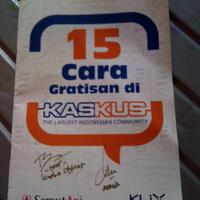 15
Cara
Gratisan di
KASKUS
THE LARGEST INDONESIAN COMMUNITY